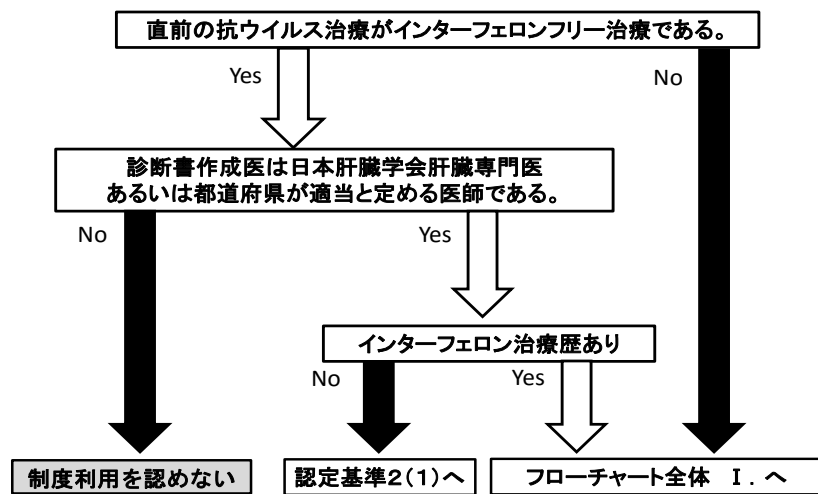 直前の抗ウイルス治療がインターフェロンフリー治療である。
Yes
No
診断書作成医は日本肝臓学会肝臓専門医
あるいは都道府県が適当と定める医師である。
No
Yes
インターフェロン治療歴あり
No
Yes
制度利用を認めない
認定基準2(1)へ
フローチャート全体 Ⅰ.へ